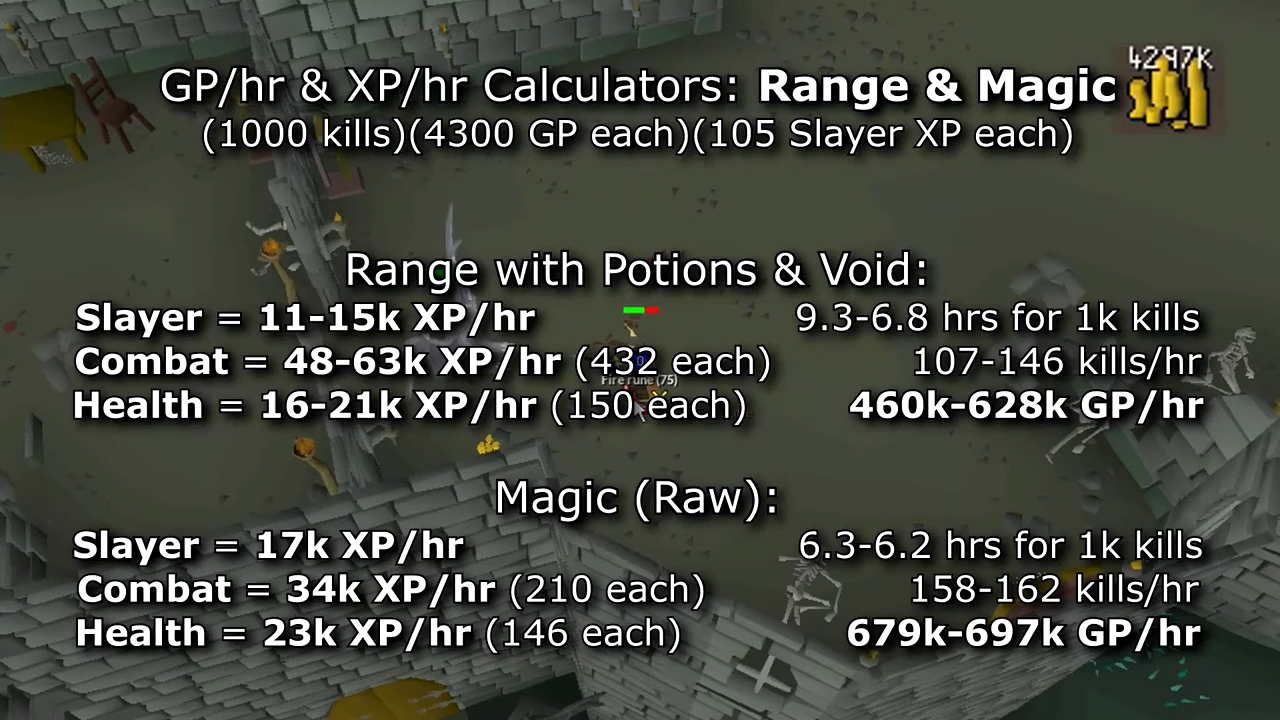 4297K
GP/hr & XP/hr Calculators: Range & Magic
(1000 kills)(4300 GP each)(105 Slayer XP each)
Range with Potions & Void:
Slayer = 11-15k XP/hr 9.3-6.8 hrs for 1k kills
Combat = 48-63k XP/hr (432 each) 107-146 kills/hr
Fire rune (75)
Health = 16-21k XP/hr (150 each) 460k-628k GP/hr
Magic (Raw):
Slayer = 17k XP/hr 6.3-6.2 hrs for 1k kills
Combat = 34k XP/hr (210 each) 158-162 kills/hr
Health = 23k XP/hr (146 each) 679k-697k GP/hr